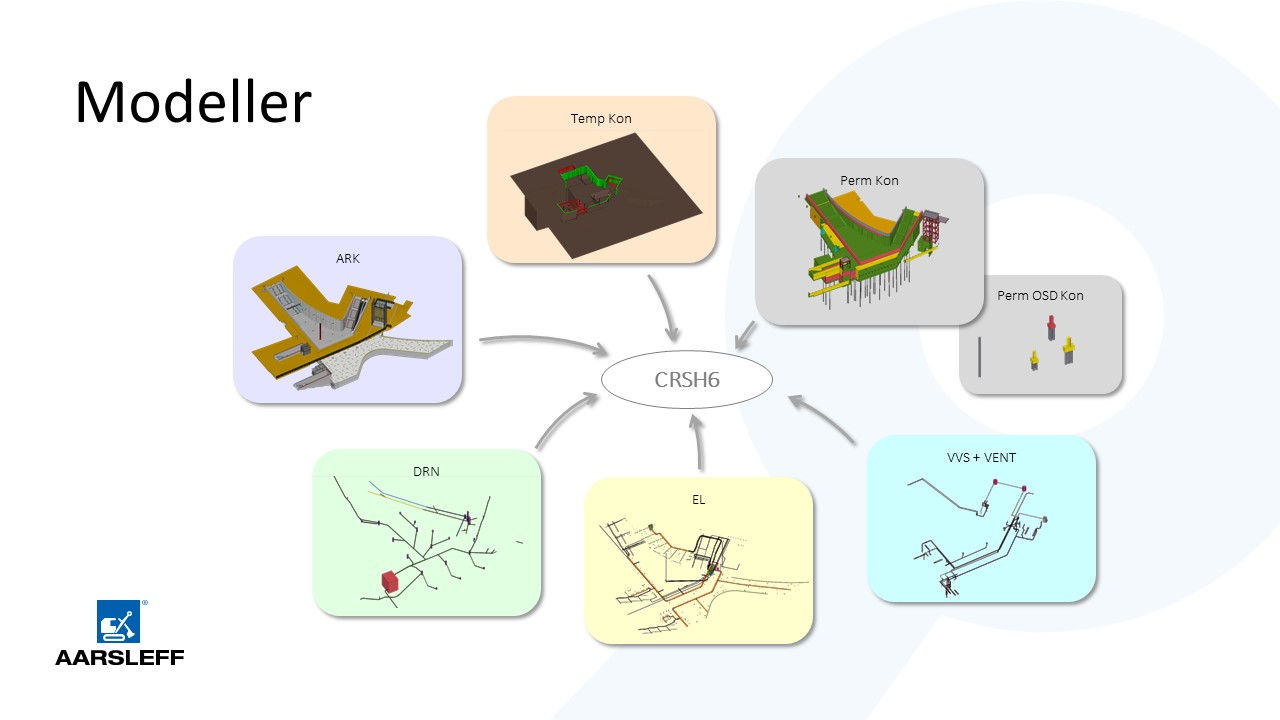 Modeller
Temp Kon
Perm Kon
ARK
Perm OSD Kon
CRSH6
DRN
EL
VVS + VENT
®
AARSLEFF